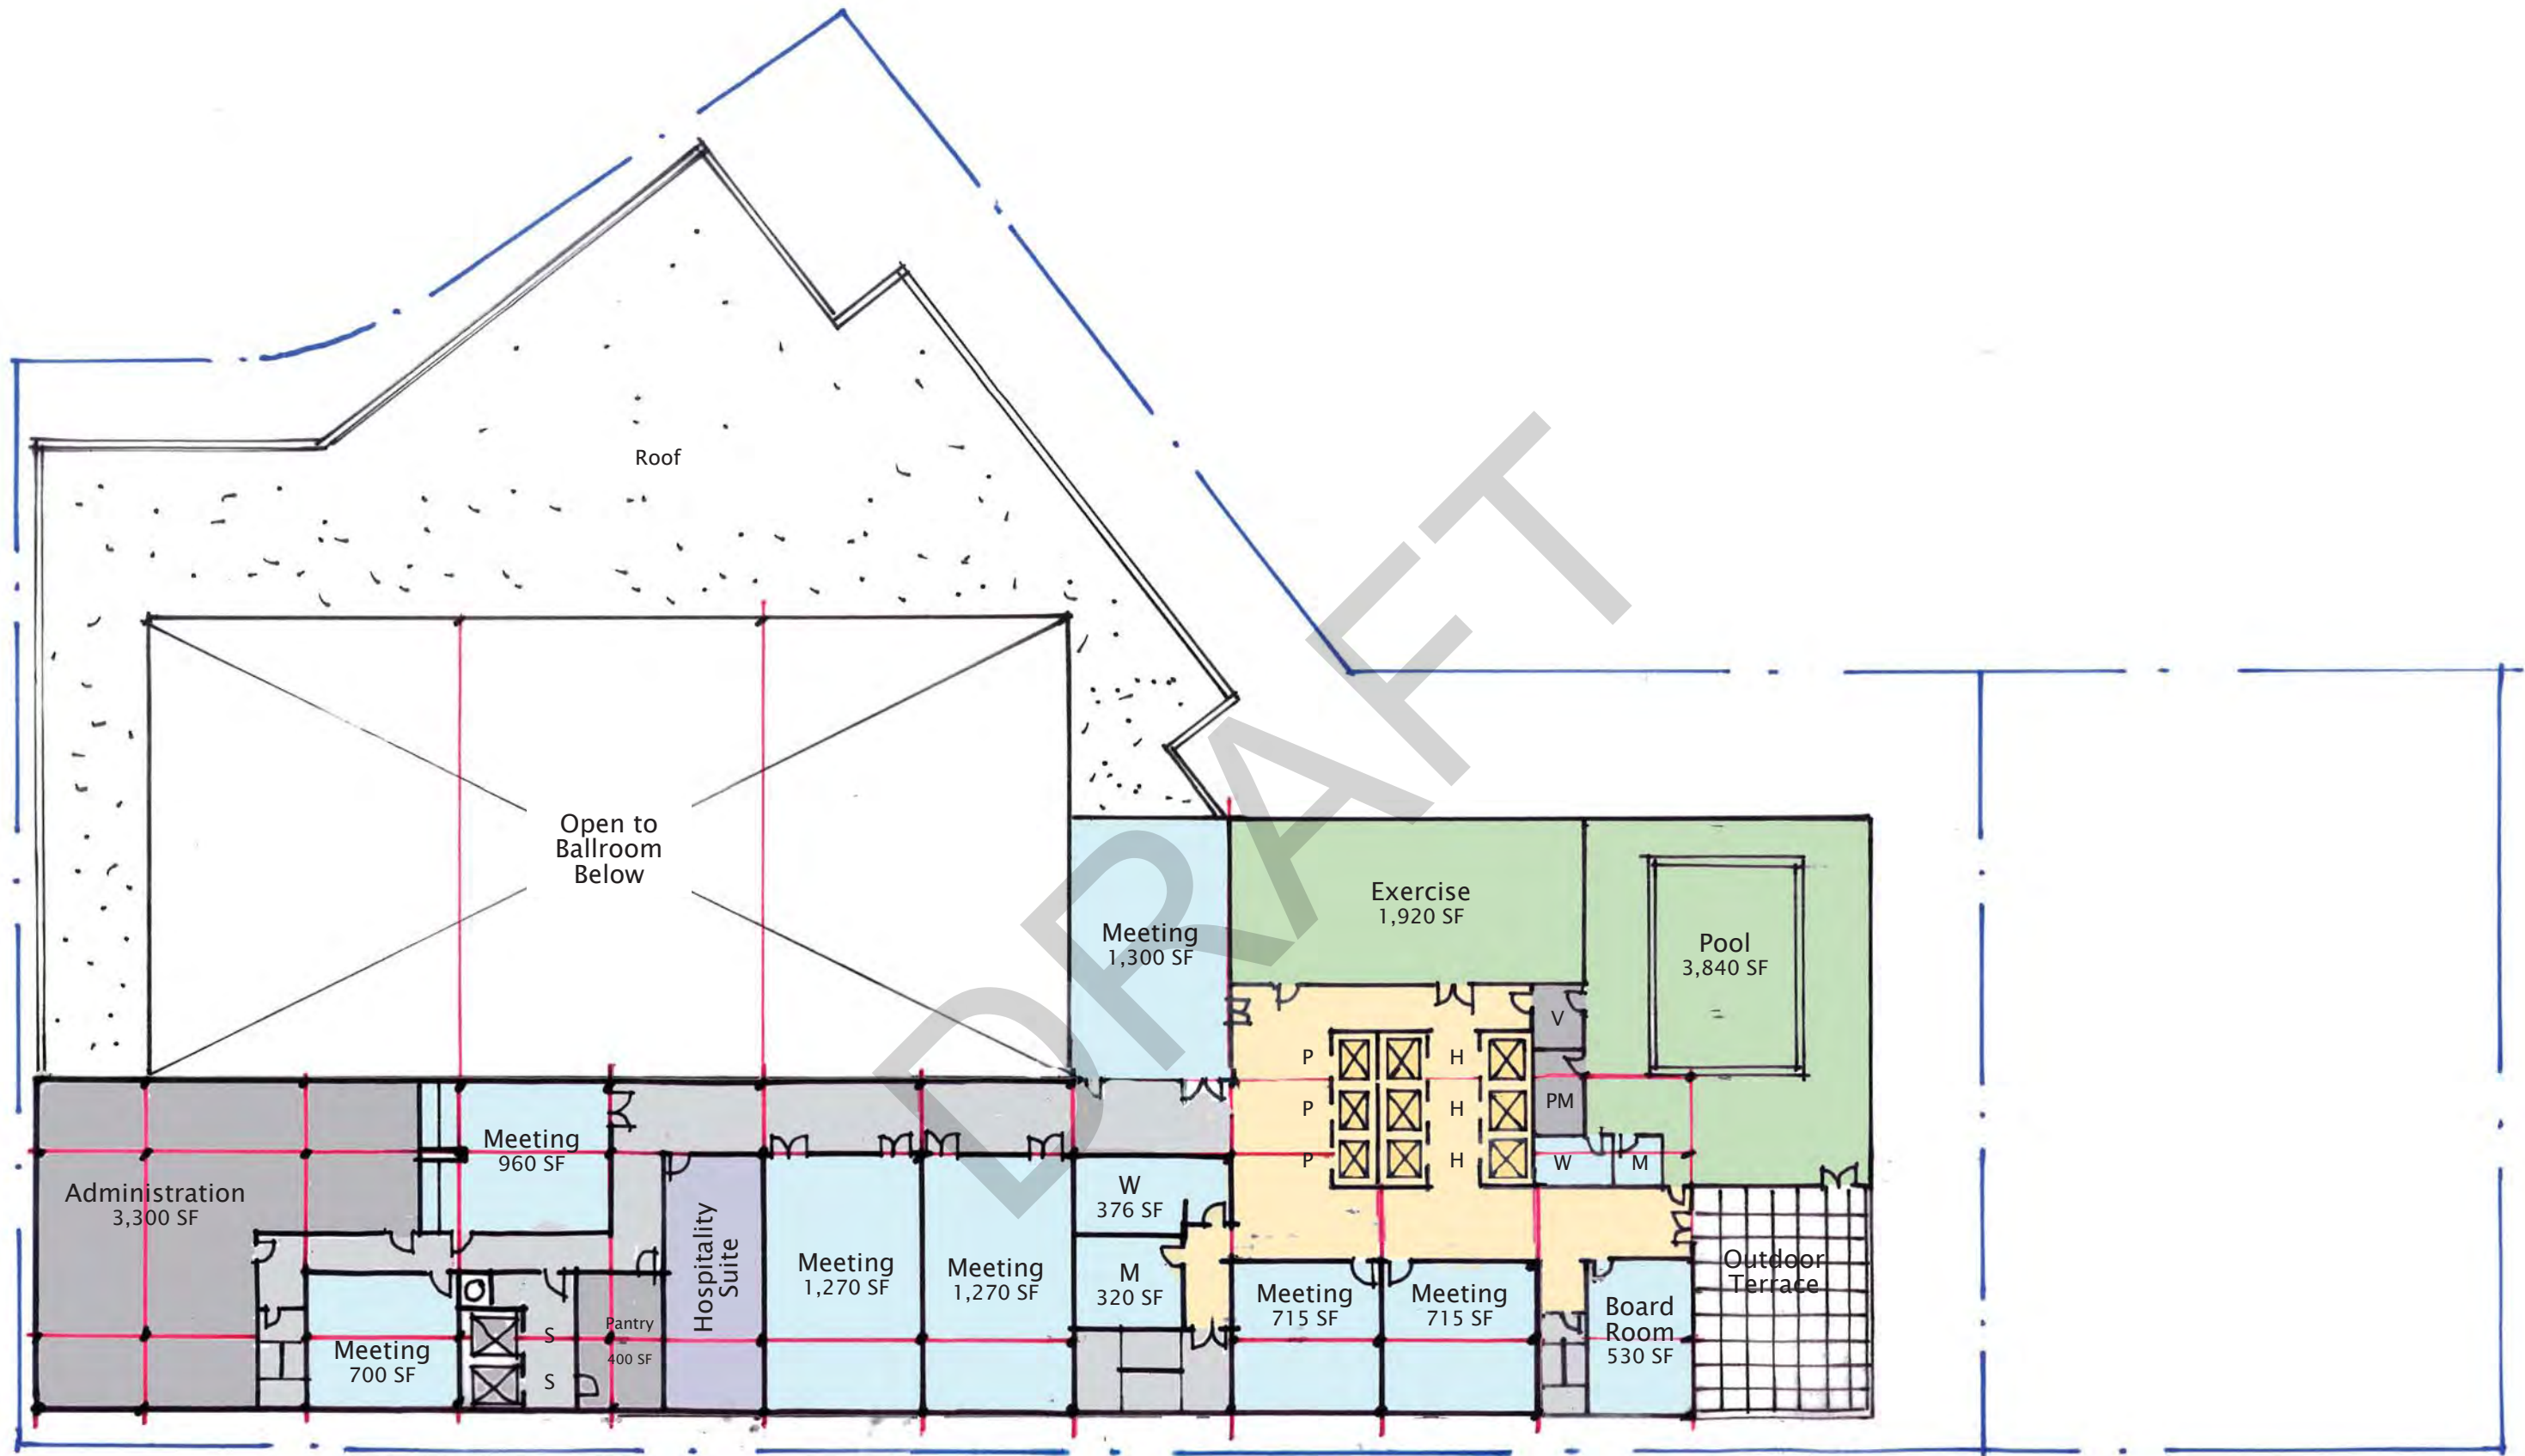 Roof
Open to
Ballroom
Below
Meeting
1,300 SF
Exercise
1,920 SF
Pool
3,840 SF
V
P
H
P
H
PM
P
H
W
M
Administration
3,300 SF
Meeting
960 SF
Hospitality
Suite
Meeting
1,270 SF
Meeting
1,270 SF
W
376 SF
M
320 SF
Meeting
715 SF
Meeting
715 SF
Board
Room
530 SF
Outdoor
Terrace
Meeting
700 SF
S
S
Pantry
400 SF
DRAFT